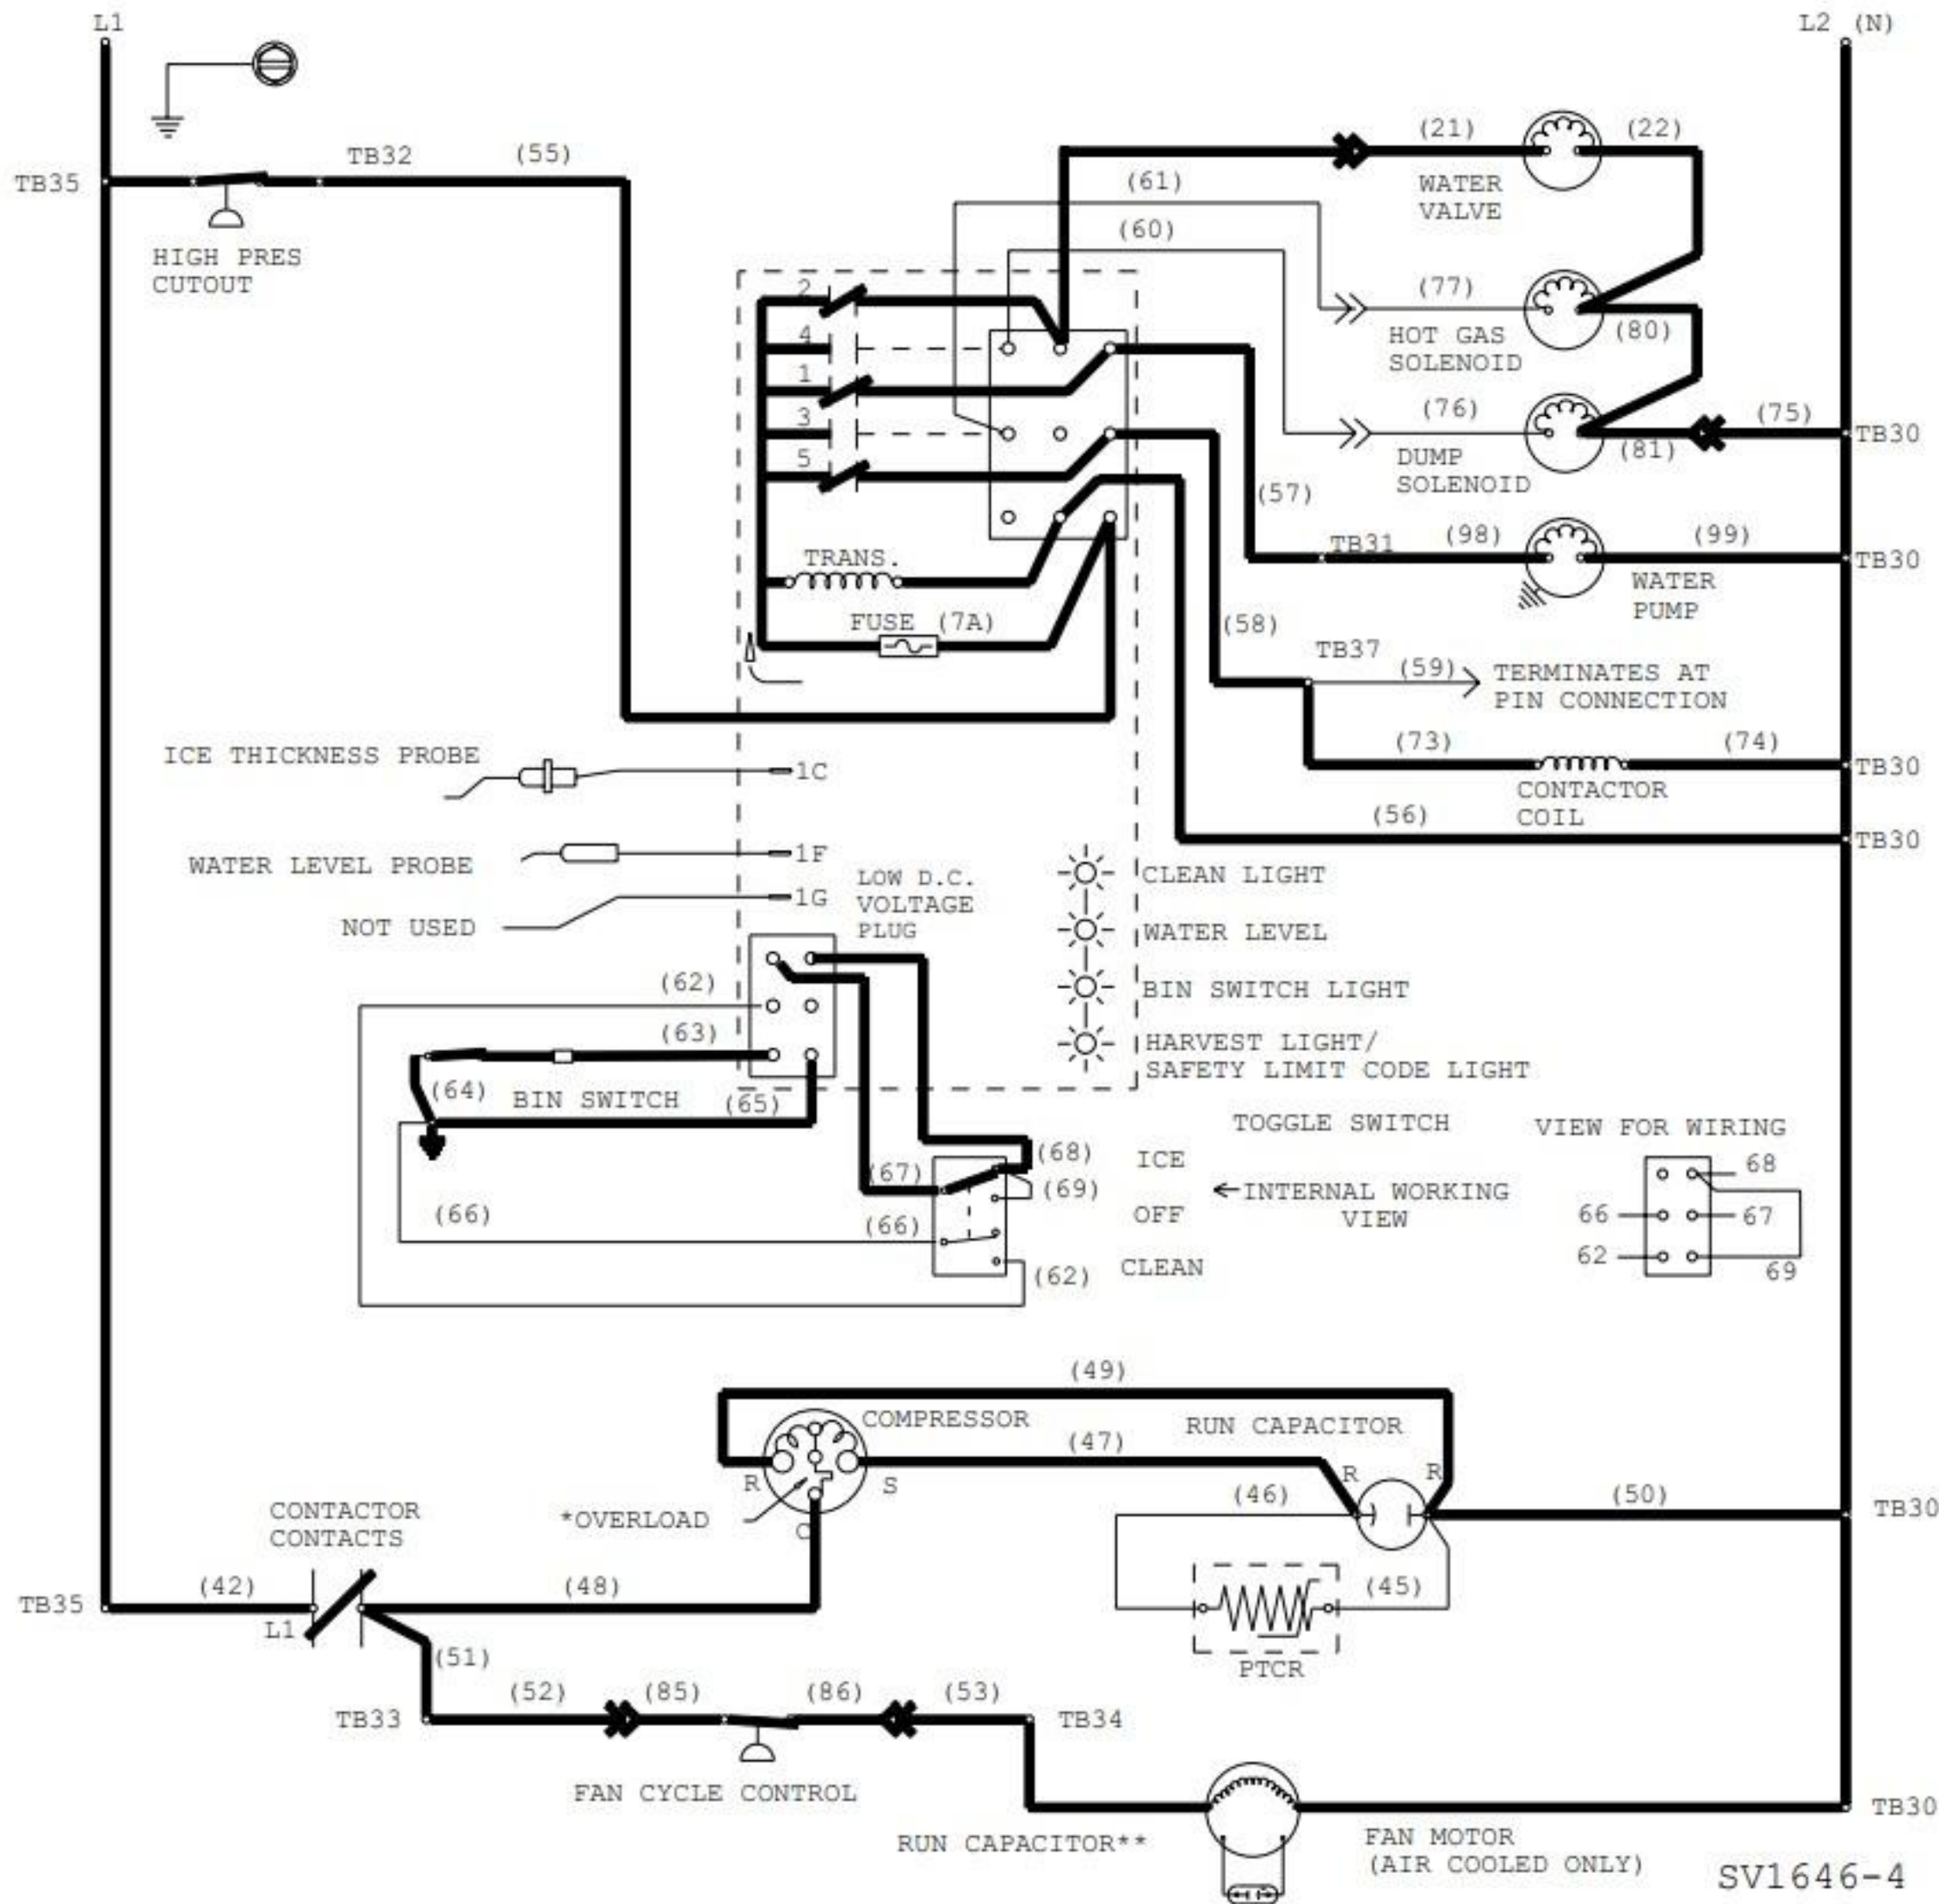 L1
L2 (N)
TB35
TB32
(55)
HIGH PRES
CUTOUT
(21)
(22)
WATER
VALVE
(61)
(60)
(77)
(80)
HOT GAS
SOLENOID
(76)
(75)
TB30
(81)
DUMP
SOLENOID
2
4
1
3
5
(57)
TB31
(98)
(99)
TB30
WATER
PUMP
TRANS.
FUSE (7A)
(58)
TB37
(59)
TERMINATES AT
PIN CONNECTION
(73)
(74)
TB30
CONTACTOR
COIL
(56)
TB30
ICE THICKNESS PROBE
1C
WATER LEVEL PROBE
1F
NOT USED
1G
LOW D.C.
VOLTAGE
PLUG
CLEAN LIGHT
WATER LEVEL
BIN SWITCH LIGHT
HARVEST LIGHT/
SAFETY LIMIT CODE LIGHT
(62)
(63)
(64)
BIN SWITCH
(65)
(66)
(67)
(66)
(68)
(69)
(62)
TOGGLE SWITCH
ICE
OFF
CLEAN
INTERNAL WORKING
VIEW
VIEW FOR WIRING
68
66
67
62
69
(49)
COMPRESSOR
RUN CAPACITOR
(47)
R
S
C
*OVERLOAD
R
R
(46)
(50)
TB30
(45)
PTCR
CONTACTOR
CONTACTS
TB35
(42)
L1
(48)
(51)
TB33
(52)
(85)
(86)
(53)
TB34
FAN CYCLE CONTROL
TB30
RUN CAPACITOR**
FAN MOTOR
(AIR COOLED ONLY)
SV1646-4